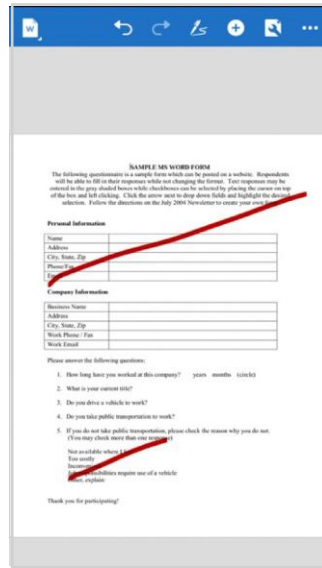 W
SAMPLE MS WORD FORM
The following questionnaire is a sample form which can be posted on a website. Respondents
will be able to fill in their responses while not changing the format. Text responses may be
entered in the gray shaded boxes while checkboxes can be selected by placing the cursor on top
of the box and left clicking. Click the arrow next to drop down fields and highlight the desired
selection. Follow the directions on the July 2004 Newsletter to create your own
Personal Information
Name
Address
City, State, Zip
Phone/Fax
Company Information
Business Name
Address
City, State, Zip
Work Phone / Fax
Work Email
Please answer the following questions:
1. How long have you worked at this company? years months (circle)
2. What is your current title?
3. Do you drive a vehicle to work?
4. Do you take public transportation to work?
5. If you do not take public transportation, please check the reason why you do not.
(You may check more than one
Not available where I
Too costly
require use of a vehicle
explain:
Thank you for participating!